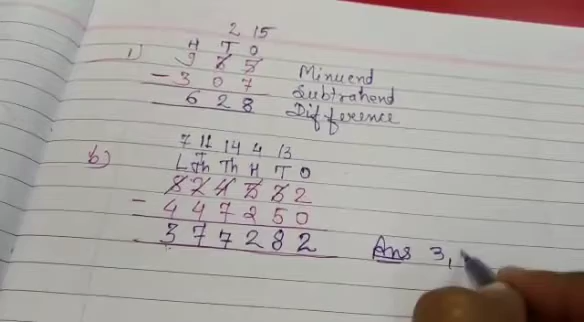 2 15
1) H T O
9 3 5 Minuend
- 3 0 7 Subtrahend
6 2 8 Difference
7 11 14 4 13
b) L TTh Th H T O
8 2 4 5 3 2
- 4 4 7 2 5 0
3 7 7 2 8 2 Ans 3,